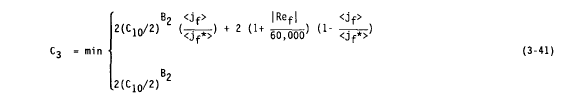 C₃ = min { 2(C₁₀/2)^B₂ (<j_f>/<j_f*>) + 2 (1+ |Re_f|/60,000) (1- <j_f>/<j_f*>)
2(C₁₀/2)^B₂
(3-41)